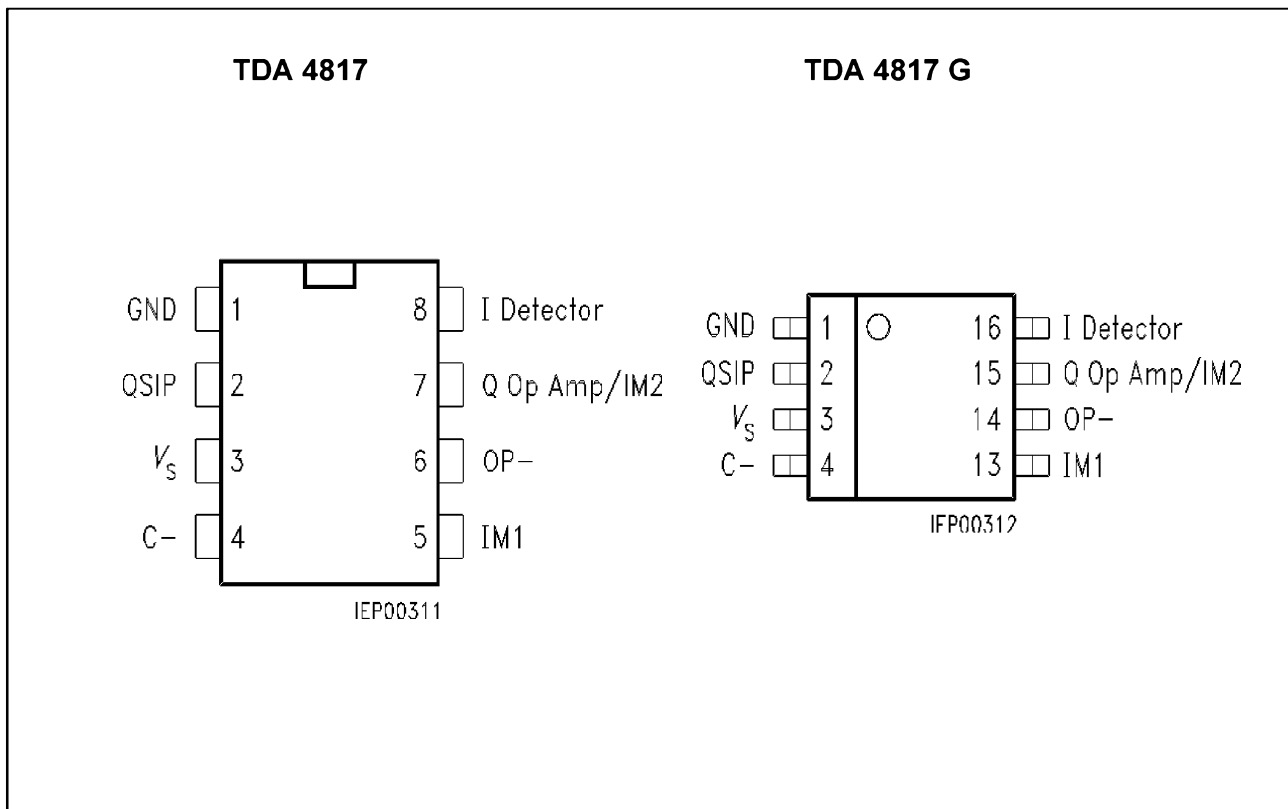 TDA 4817
GND 1 8 I Detector
QSIP 2 7 Q Op Amp/IM2
VS 3 6 OP–
C– 4 5 IM1
IEP00311
TDA 4817 G
GND 1 16 I Detector
QSIP 2 15 Q Op Amp/IM2
VS 3 14 OP–
C– 4 13 IM1
IEP00312